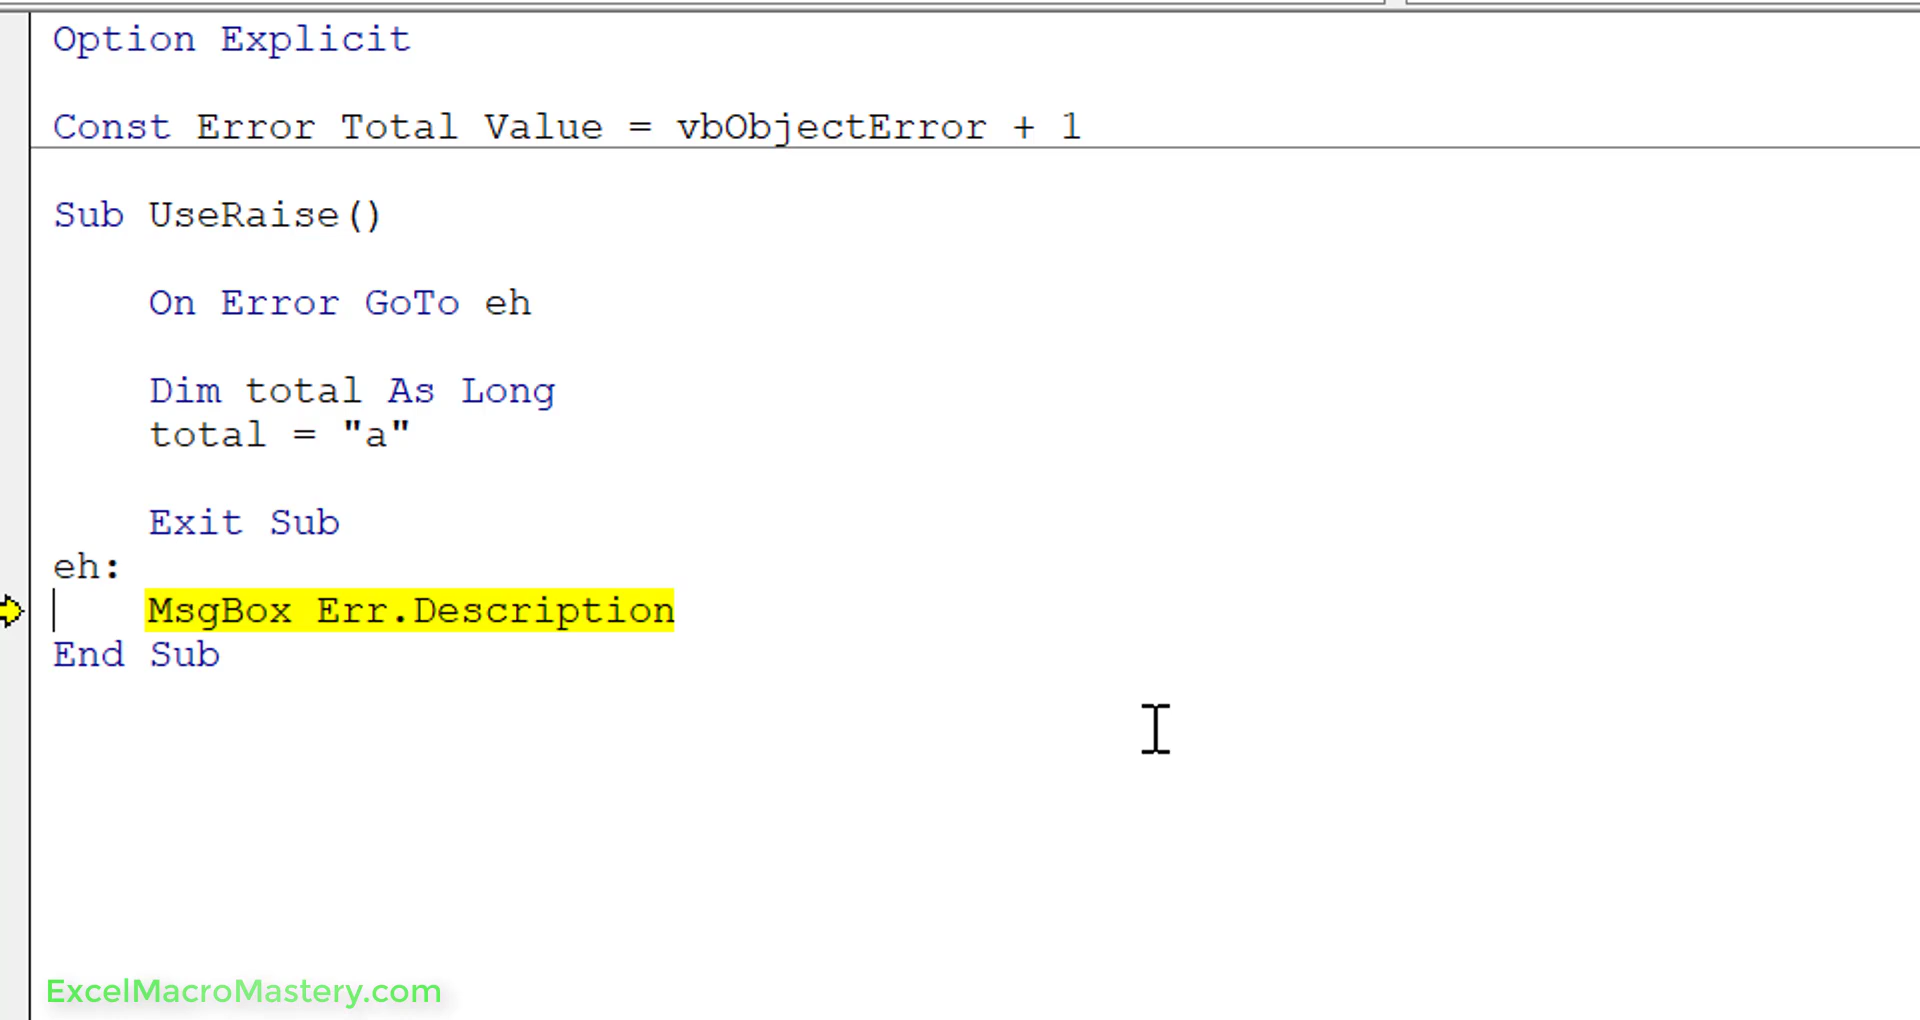 Option Explicit
Const Error Total Value = vbObjectError + 1
Sub UseRaise()
On Error GoTo eh
Dim total As Long
total = "a"
Exit Sub
eh:
MsgBox Err.Description
End Sub
ExcelMacroMastery.com